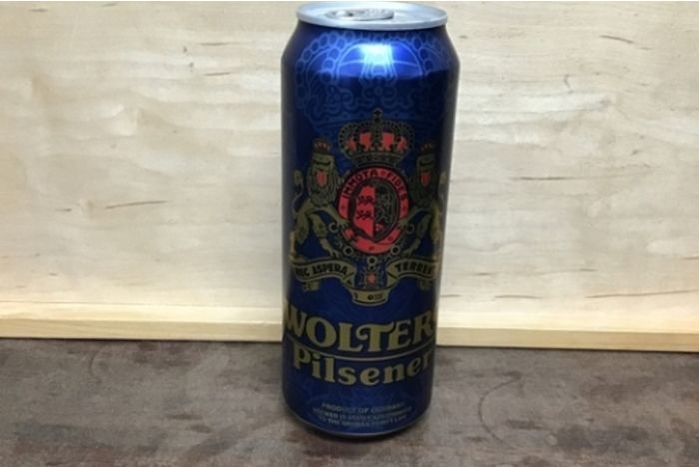 IMMOTA FIDES
NEC ASPERA TERRENT
WOLTERS
Pilsener
PRODUCT OF GERMANY